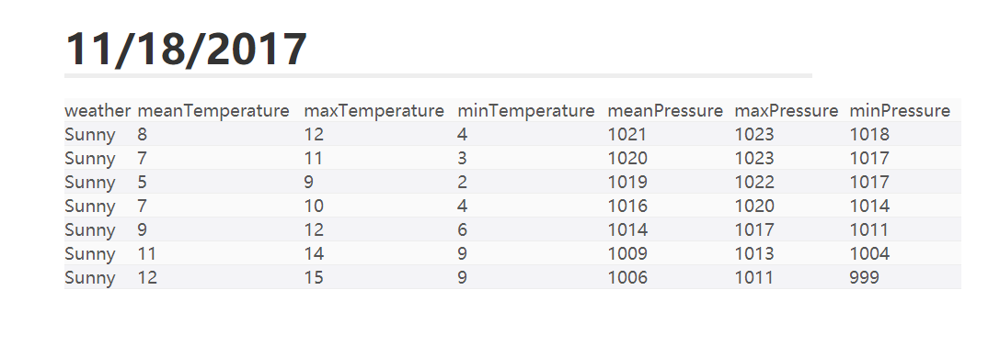 11/18/2017
weather meanTemperature maxTemperature minTemperature meanPressure maxPressure minPressure
Sunny 8 12 4 1021 1023 1018
Sunny 7 11 3 1020 1023 1017
Sunny 5 9 2 1019 1022 1017
Sunny 7 10 4 1016 1020 1014
Sunny 9 12 6 1014 1017 1011
Sunny 11 14 9 1009 1013 1004
Sunny 12 15 9 1006 1011 999